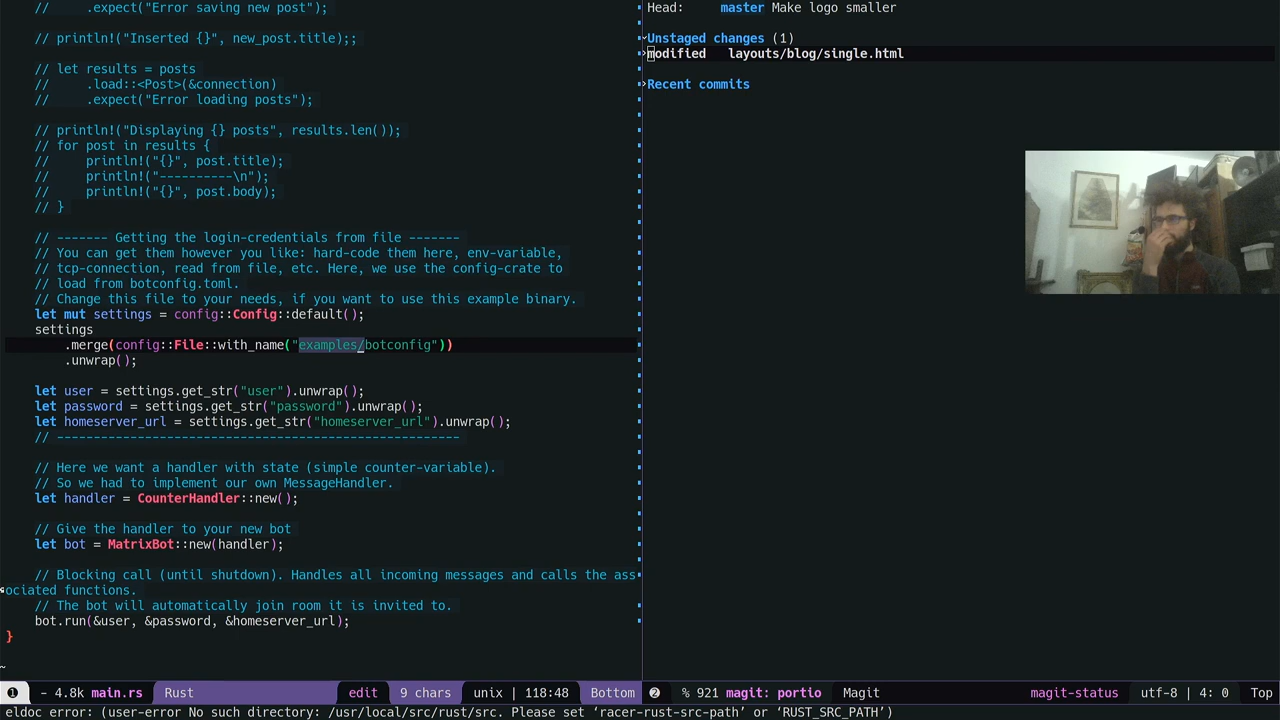 //     .expect("Error saving new post");
// println!("Inserted {}", new_post.title);;
// let results = posts
//     .load::<Post>(&connection)
//     .expect("Error loading posts");
// println!("Displaying {} posts", results.len());
// for post in results {
//     println!("{}", post.title);
//     println!("----------\n");
//     println!("{}", post.body);
// }
// ------- Getting the login-credentials from file -------
// You can get them however you like: hard-code them here, env-variable,
// tcp-connection, read from file, etc. Here, we use the config-crate to
// load from botconfig.toml.
// Change this file to your needs, if you want to use this example binary.
let mut settings = config::Config::default();
settings
    .merge(config::File::with_name("examples/botconfig"))
    .unwrap();
let user = settings.get_str("user").unwrap();
let password = settings.get_str("password").unwrap();
let homeserver_url = settings.get_str("homeserver_url").unwrap();
// -------------------------------------------------------
// Here we want a handler with state (simple counter-variable).
// So we had to implement our own MessageHandler.
let handler = CounterHandler::new();
// Give the handler to your new bot
let bot = MatrixBot::new(handler);
// Blocking call (until shutdown). Handles all incoming messages and calls the ass
ociated functions.
// The bot will automatically join room it is invited to.
bot.run(&user, &password, &homeserver_url);
}
~
Head:     master Make logo smaller
Unstaged changes (1)
modified   layouts/blog/single.html
Recent commits
1 - 4.8k main.rs Rust edit 9 chars unix | 118:48 Bottom
2 % 921 magit: portio Magit magit-status utf-8 | 4: 0 Top
eldoc error: (user-error No such directory: /usr/local/src/rust/src. Please set ‘racer-rust-src-path’ or ‘RUST_SRC_PATH’)